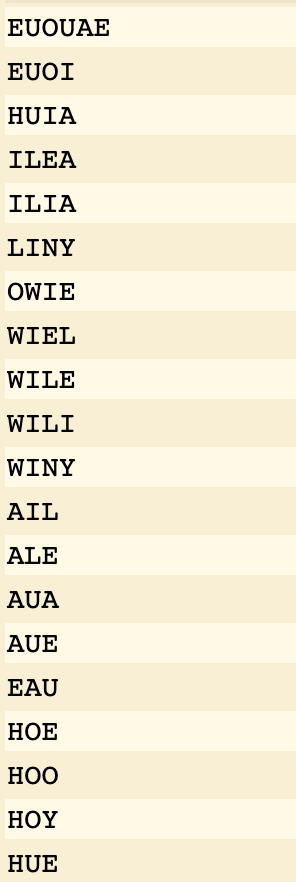 EUOUAE
EUOI
HUIA
ILEA
ILIA
LINY
OWIE
WIEL
WILE
WILI
WINY
AIL
ALE
AUA
AUE
EAU
HOE
HOO
HOY
HUE